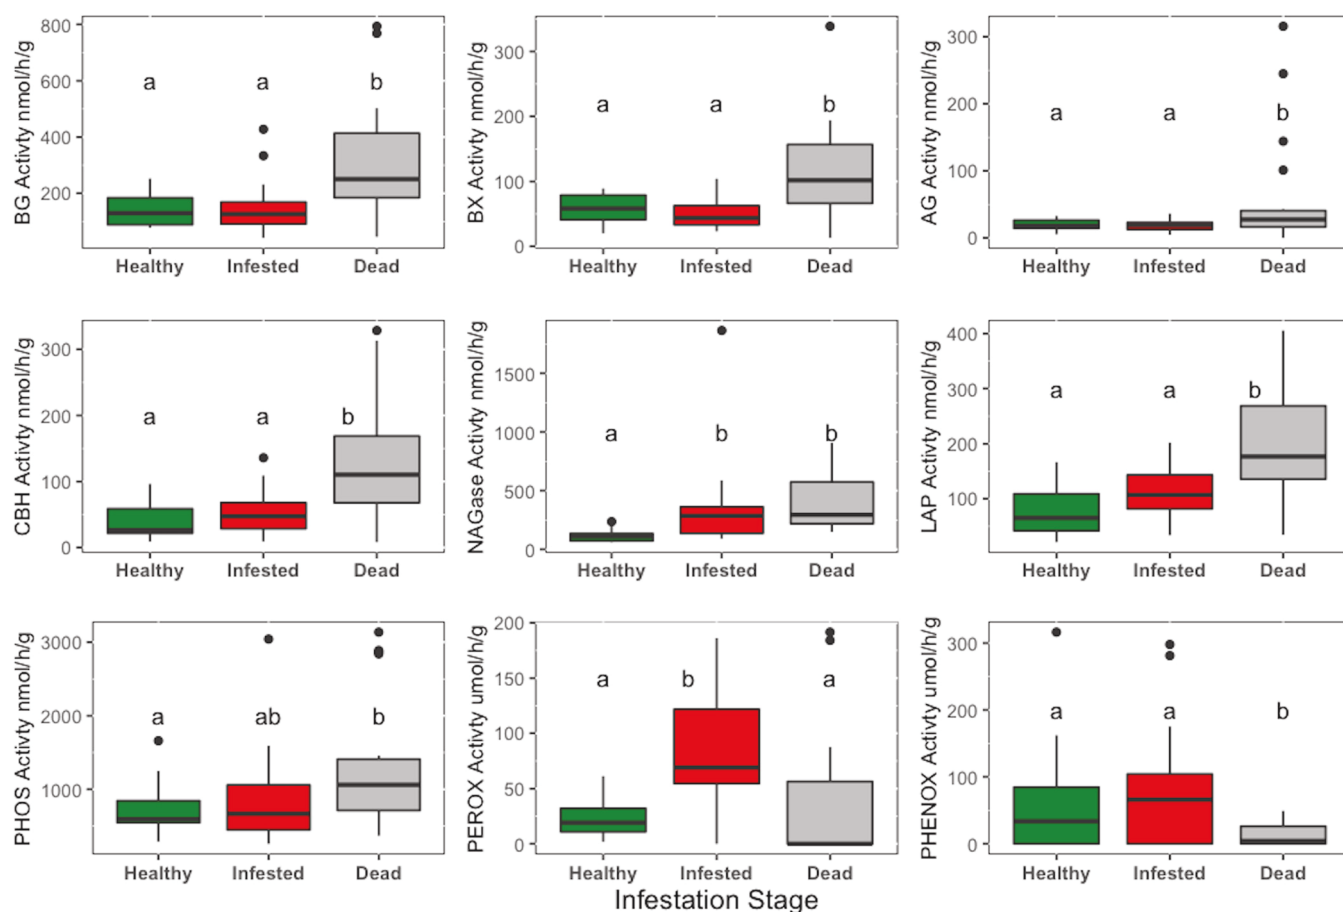 BG Activty nmol/h/g
800
600
400
200
a a b
Healthy Infested Dead
BX Activty nmol/h/g
300
200
100
0
a a b
Healthy Infested Dead
AG Activty nmol/h/g
300
200
100
0
a a b
Healthy Infested Dead
CBH Activty nmol/h/g
300
200
100
0
a a b
Healthy Infested Dead
NAGase Activty nmol/h/g
1500
1000
500
0
a b b
Healthy Infested Dead
LAP Activty nmol/h/g
400
300
200
100
a a b
Healthy Infested Dead
PHOS Activty nmol/h/g
3000
2000
1000
a ab b
Healthy Infested Dead
PEROX Activty umol/h/g
200
150
100
50
0
a b a
Healthy Infested Dead
PHENOX Activty umol/h/g
300
200
100
0
a a b
Healthy Infested Dead
Infestation Stage